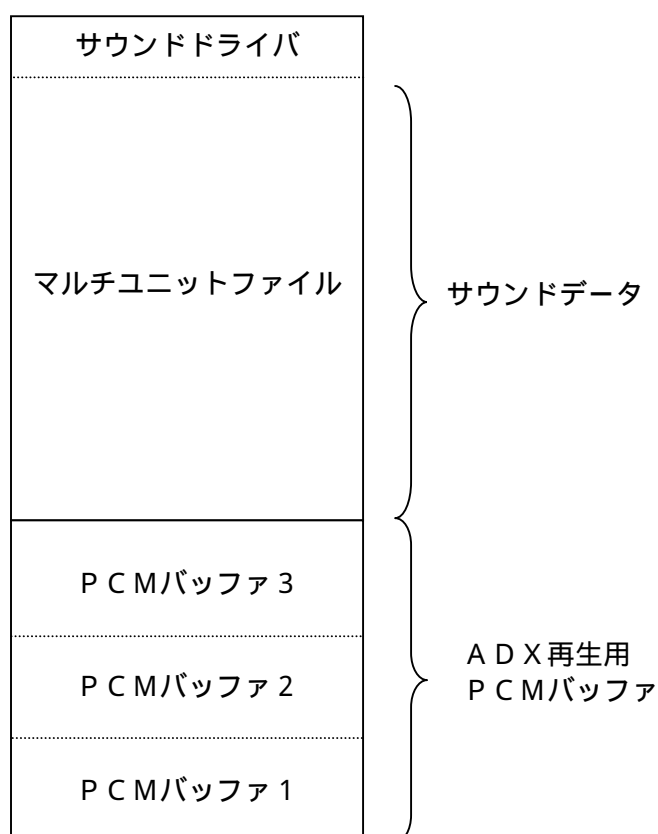 サウンドドライバ
マルチユニットファイル
サウンドデータ
ＰＣＭバッファ３
ＰＣＭバッファ２
ＡＤＸ再生用
ＰＣＭバッファ
ＰＣＭバッファ１